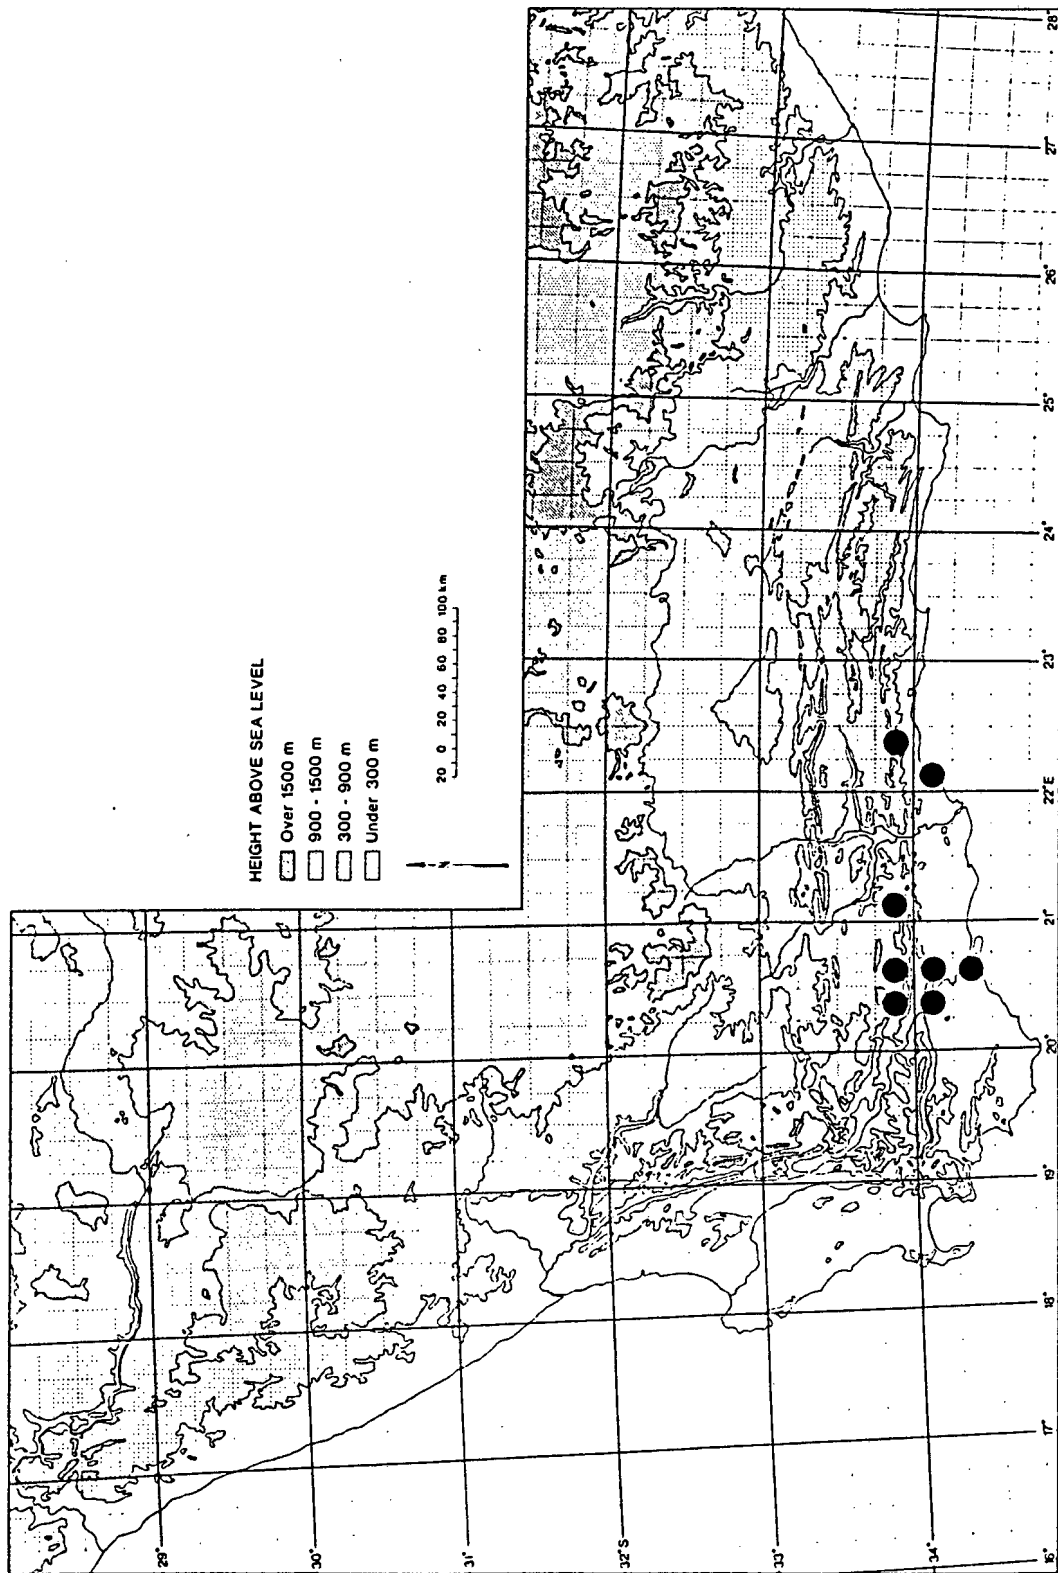 HEIGHT ABOVE SEA LEVEL
Over 1500 m
900 - 1500 m
300 - 900 m
Under 300 m
N
20 0 20 40 60 80 100 km
29°
30°
31°
32°S
33°
34°
16°
17°
18°
19°
20°
21°
22°E
23°
24°
25°
26°
27°
28°